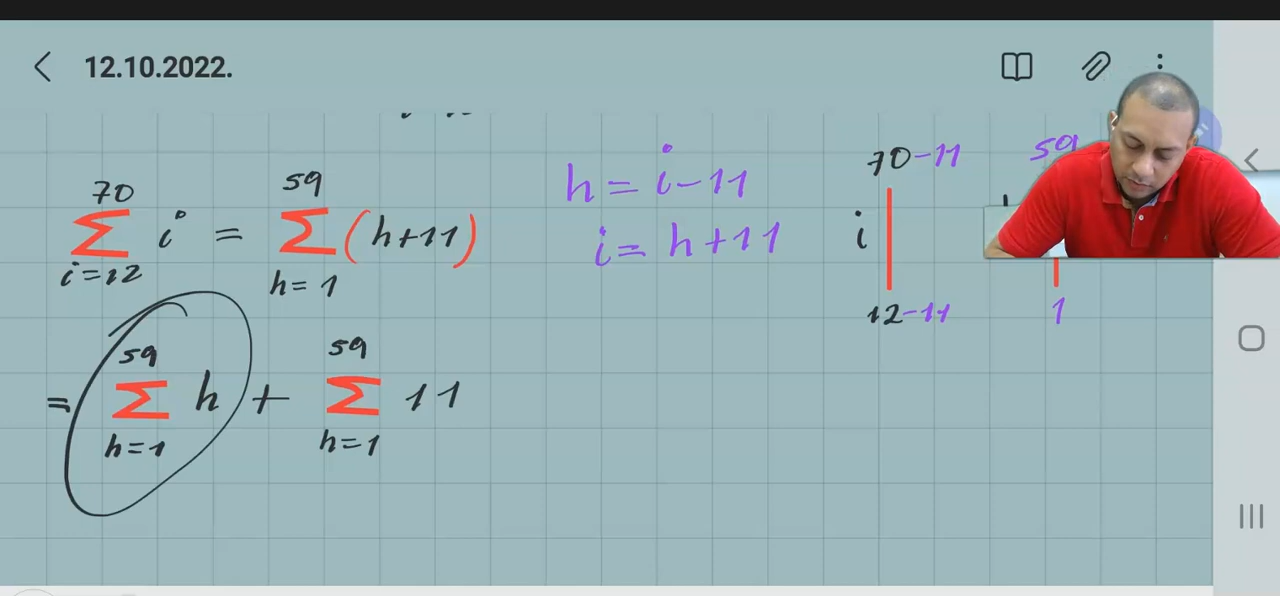 12.10.2022.
70 59
Σ i = Σ (h+11)
i=12 h=1
h = i-11
i = h+11
70-11 59
i
12-11 1
59 59
= Σ h + Σ 11
h=1 h=1